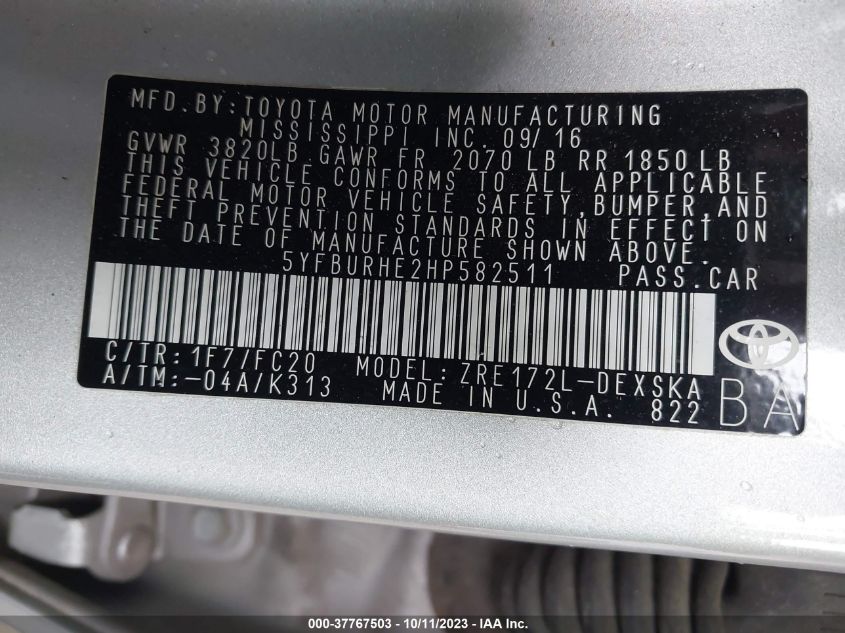 MFD. BY: TOYOTA MOTOR MANUFACTURING
MISSISSIPPI INC. 09/16
GVWR 3820LB GAWR FR 2070 LB RR 1850 LB
THIS VEHICLE CONFORMS TO ALL APPLICABLE
FEDERAL MOTOR VEHICLE SAFETY, BUMPER, AND
THEFT PREVENTION STANDARDS IN EFFECT ON
THE DATE OF MANUFACTURE SHOWN ABOVE.
5YFBURHE2HP582511 PASS. CAR
C/TR: 1F7/FC20 MODEL: ZRE172L-DEXSKA
A/TM:-04A/K313 MADE IN U.S.A. 822
BA
000-37767503 - 10/11/2023 - IAA Inc.